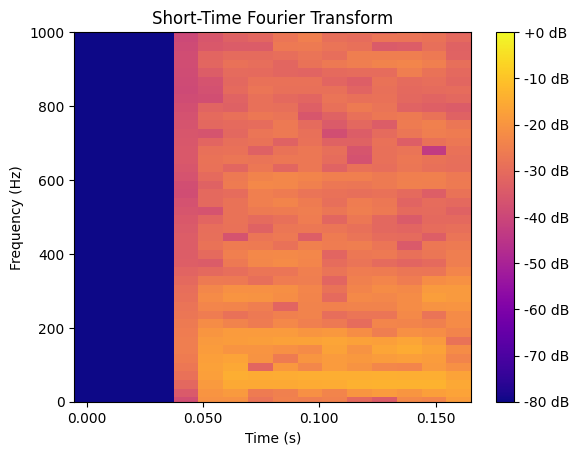 Short-Time Fourier Transform
1000
800
600
400
200
0
Frequency (Hz)
0.000
0.050
0.100
0.150
Time (s)
+0 dB
-10 dB
-20 dB
-30 dB
-40 dB
-50 dB
-60 dB
-70 dB
-80 dB